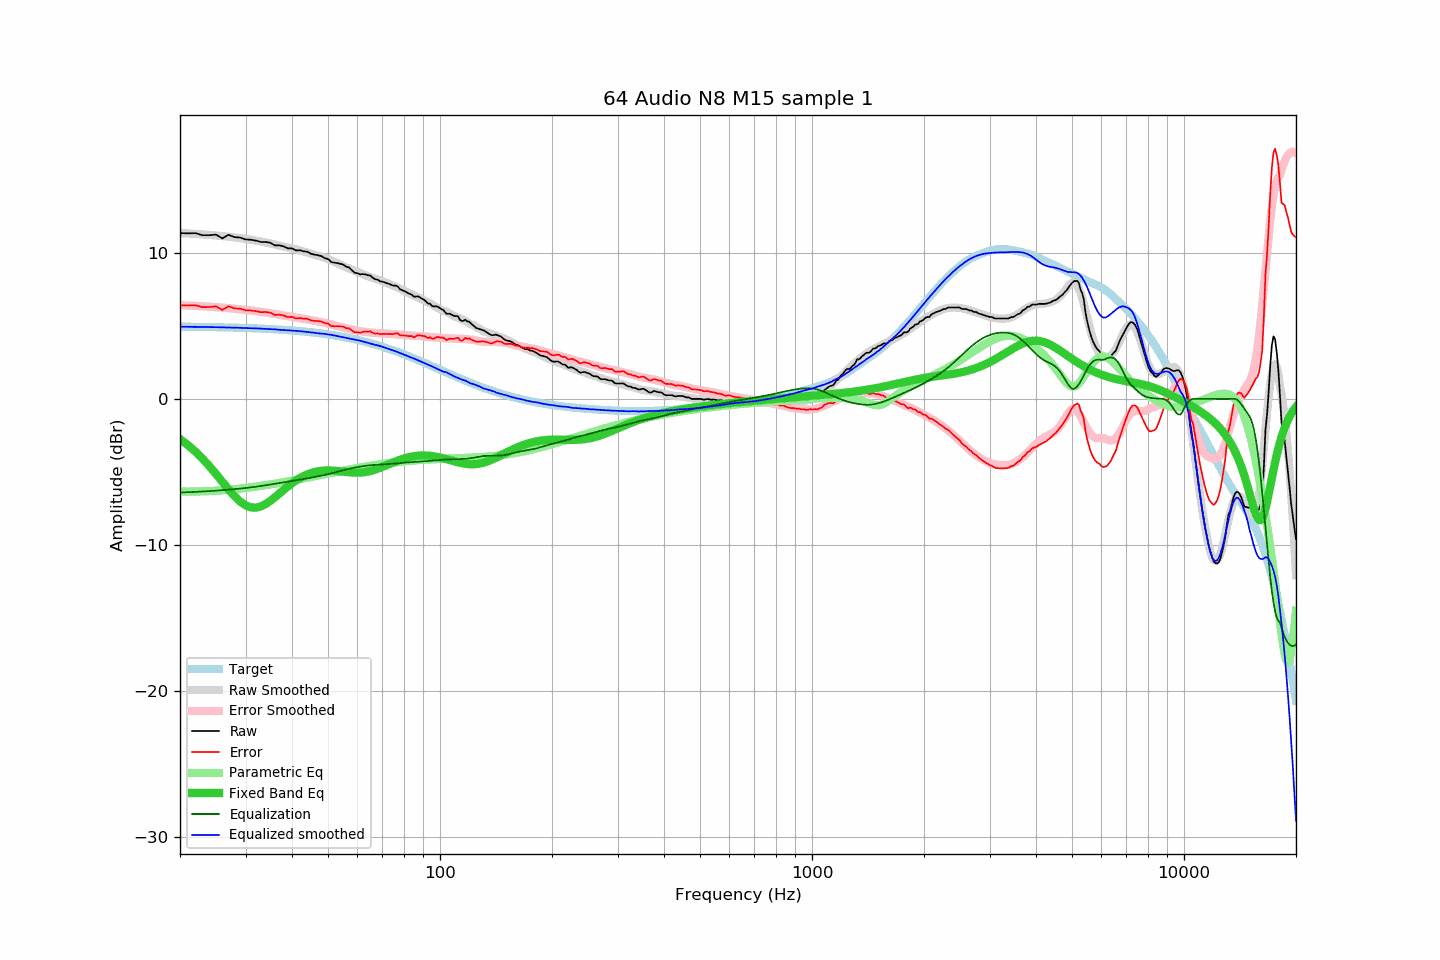 64 Audio N8 M15 sample 1
10
0
−10
−20
−30
Amplitude (dBr)
Target
Raw Smoothed
Error Smoothed
Raw
Error
Parametric Eq
Fixed Band Eq
Equalization
Equalized smoothed
100
1000
10000
Frequency (Hz)